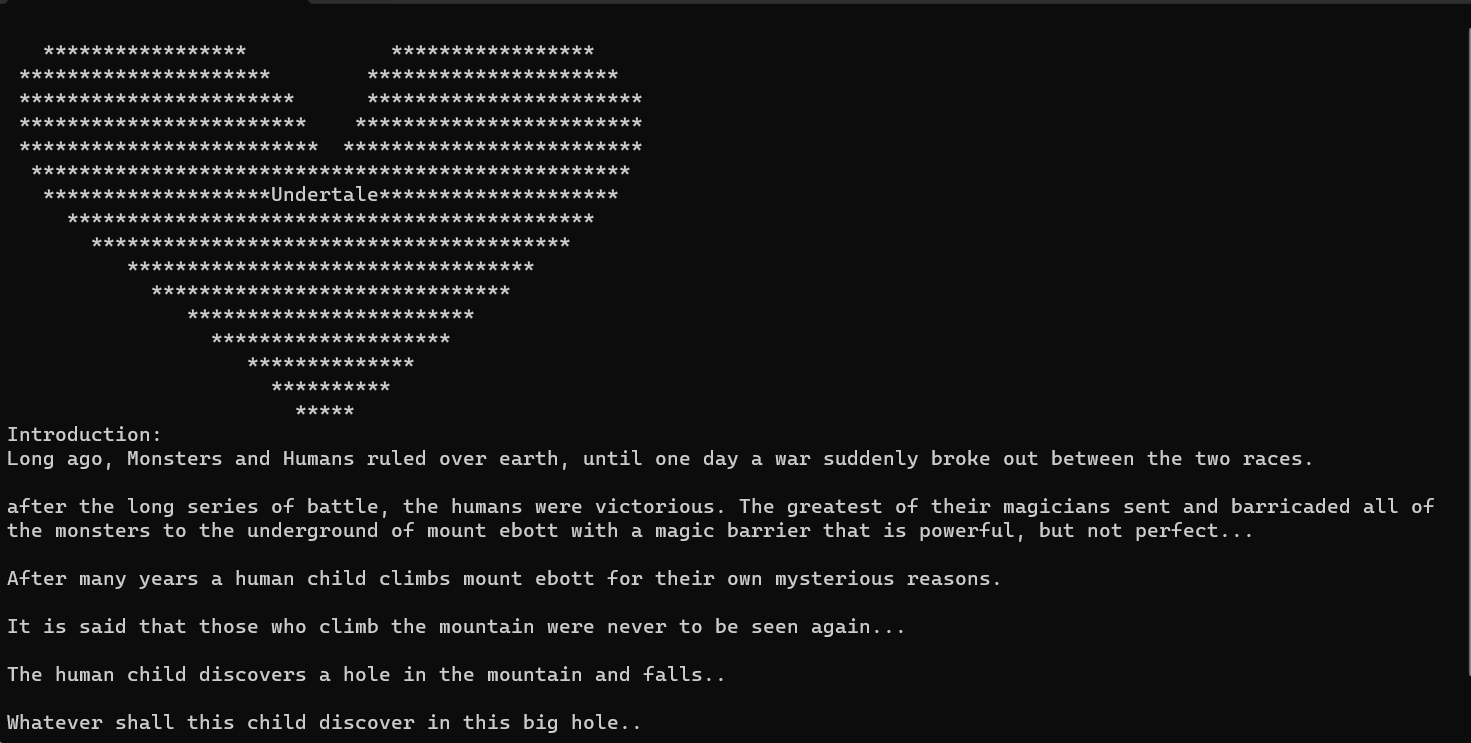 *****************            *****************
*********************        *********************
***********************      ***********************
************************    ************************
*************************  *************************
**************************************************
*******************Undertale********************
********************************************
****************************************
**********************************
******************************
************************
********************
**************
**********
*****
Introduction:
Long ago, Monsters and Humans ruled over earth, until one day a war suddenly broke out between the two races.
after the long series of battle, the humans were victorious. The greatest of their magicians sent and barricaded all of
the monsters to the underground of mount ebott with a magic barrier that is powerful, but not perfect...
After many years a human child climbs mount ebott for their own mysterious reasons.
It is said that those who climb the mountain were never to be seen again...
The human child discovers a hole in the mountain and falls..
Whatever shall this child discover in this big hole..